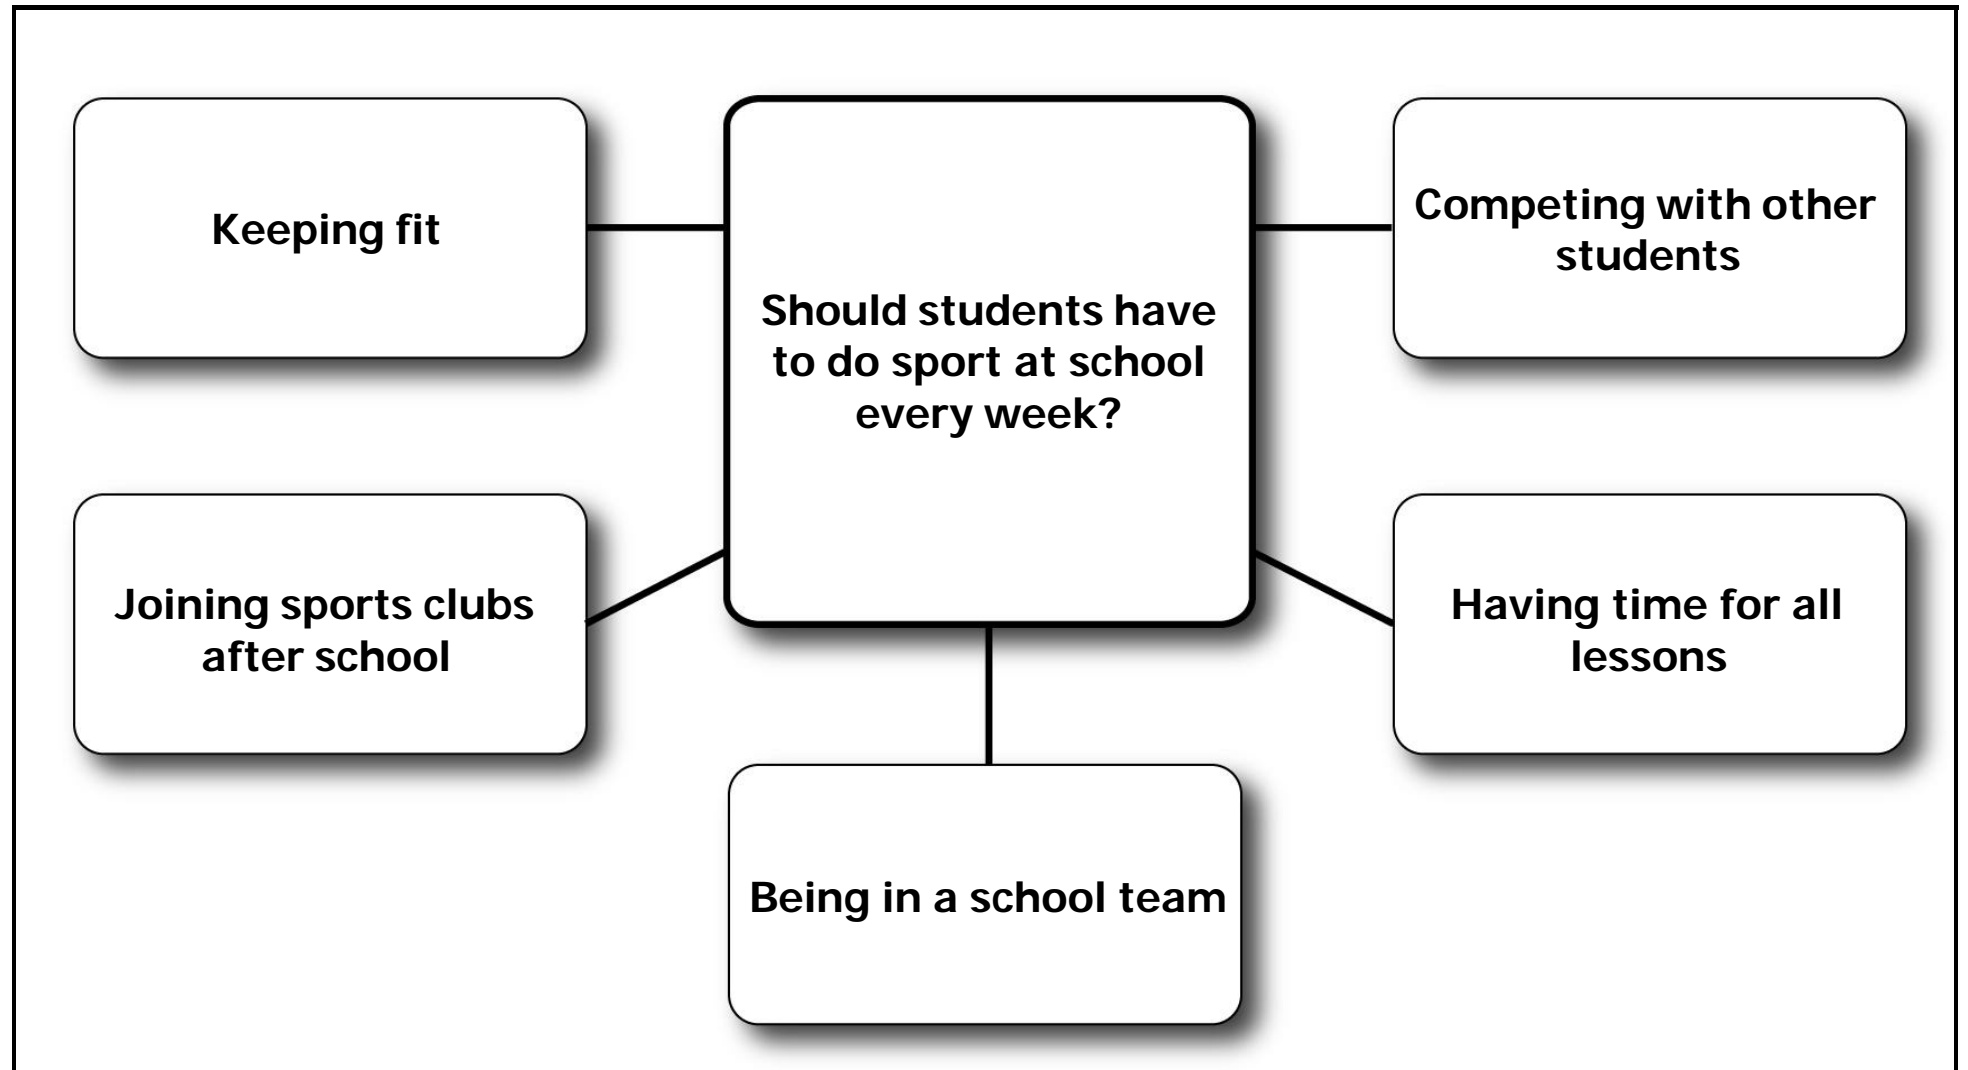 Keeping fit
Should students have
to do sport at school
every week?
Competing with other
students
Joining sports clubs
after school
Having time for all
lessons
Being in a school team